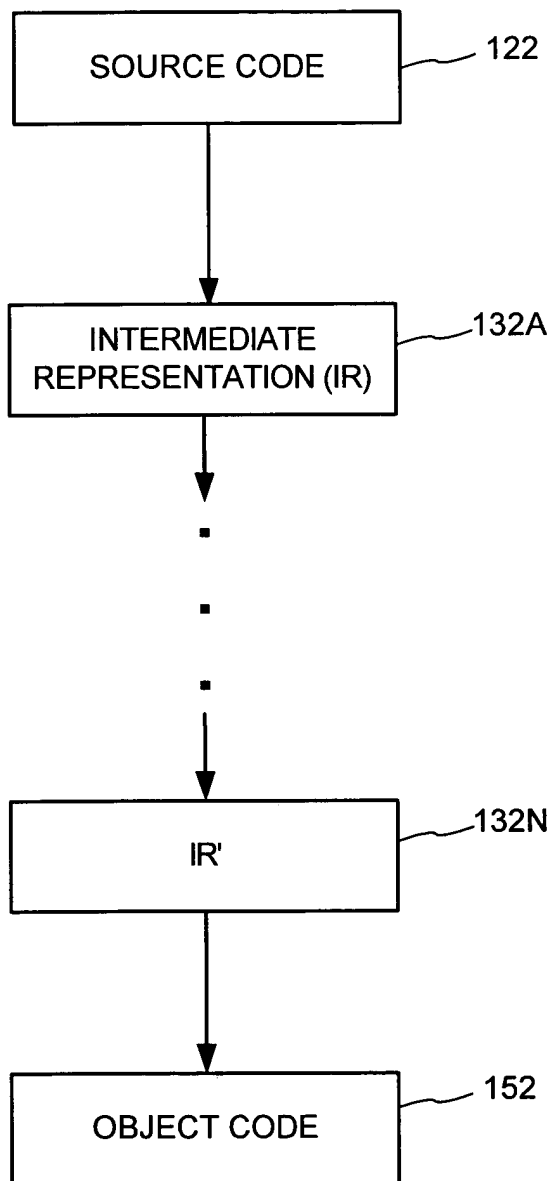 SOURCE CODE
122
INTERMEDIATE
REPRESENTATION (IR)
132A
IR'
132N
OBJECT CODE
152